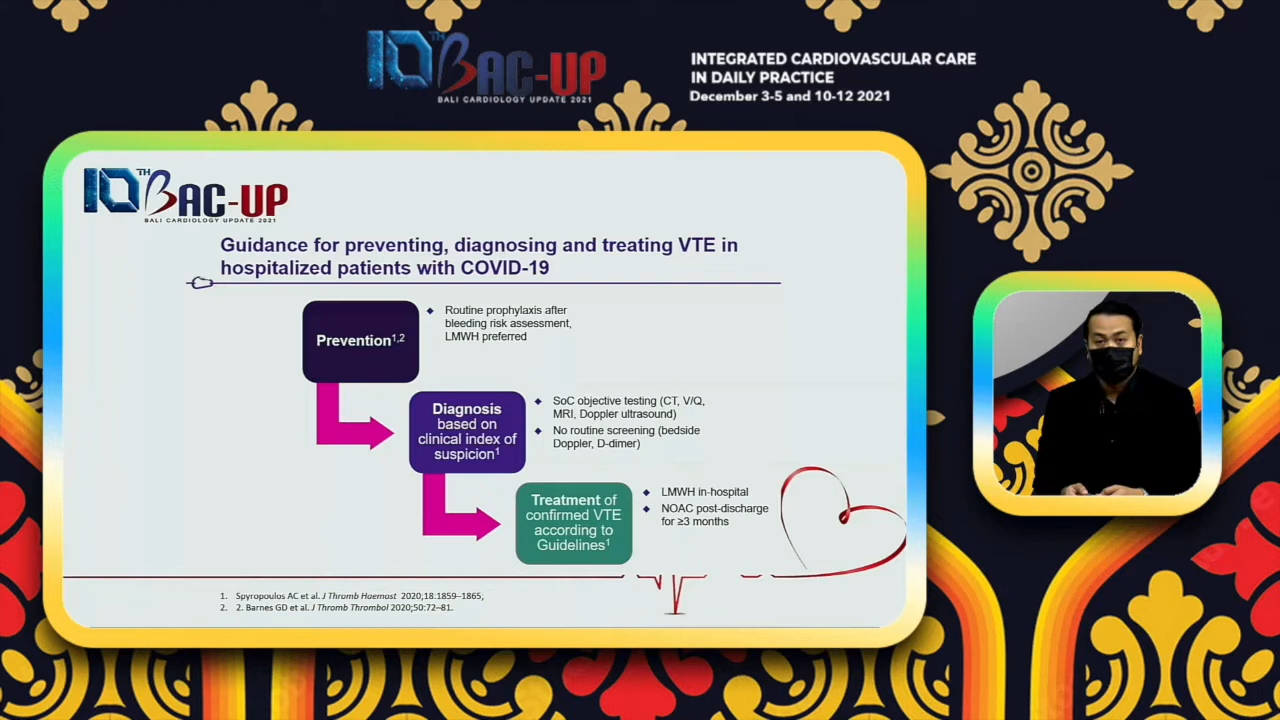 10TH BAC-UP
BALI CARDIOLOGY UPDATE 2021
INTEGRATED CARDIOVASCULAR CARE
IN DAILY PRACTICE
December 3-5 and 10-12 2021
10TH BAC-UP
BALI CARDIOLOGY UPDATE 2021
Guidance for preventing, diagnosing and treating VTE in
hospitalized patients with COVID-19
Prevention1,2
◆ Routine prophylaxis after
bleeding risk assessment,
LMWH preferred
Diagnosis
based on
clinical index of
suspicion1
◆ SoC objective testing (CT, V/Q,
MRI, Doppler ultrasound)
◆ No routine screening (bedside
Doppler, D-dimer)
Treatment of
confirmed VTE
according to
Guidelines1
◆ LMWH in-hospital
◆ NOAC post-discharge
for ≥3 months
1. Spyropoulos AC et al. J Thromb Haemost 2020;18:1859–1865,
2. 2. Barnes GD et al. J Thromb Thrombol 2020;50:72–81.